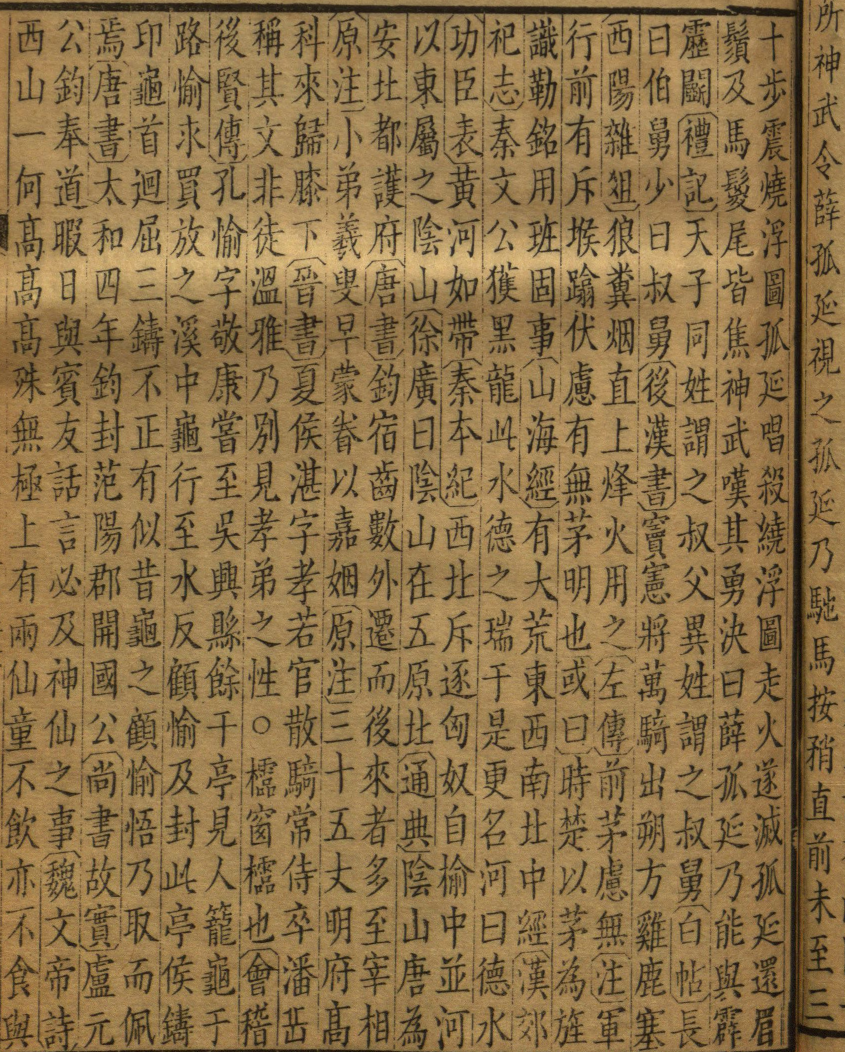 所神武令薛孤延視之孤延乃馳馬按矟直前未至三
十步震燒浮圖孤延唱殺繞浮圖走火遂滅孤延還眉
鬚及馬鬉尾皆焦神武嘆其勇決曰薛孤延乃能與霹
靂鬭〔禮記〕天子同姓謂之叔父異姓謂之叔舅〔白帖〕長
曰伯舅少曰叔舅〔後漢書〕竇憲將萬騎出朔方雞鹿塞
〔酉陽雜俎〕狼糞烟直上烽火用之〔左傳〕前茅慮無〔注〕軍
行前有斥堠蹹伏慮有無茅明也或曰時楚以茅為旌
識勒銘用班固事〔山海經〕有大荒東西南北中經〔漢郊
祀志〕秦文公獲黑龍此水德之瑞于是更名河曰德水
〔功臣表〕黃河如帶〔秦本紀〕西北斥逐匈奴自榆中並河
以東屬之陰山〔徐廣曰〕陰山在五原北〔通典〕陰山唐為
安北都護府〔唐書〕鈞宿齒數外遷而後來者多至宰相
〔原注〕小弟羲叟早蒙眷以嘉姻〔原注〕三十五丈明府高
科來歸膝下〔晉書〕夏侯湛字孝若官散騎常侍卒潘岳
稱其文非徒溫雅乃別見孝弟之性○櫺窗櫺也〔會稽
後賢傳〕孔愉字敬康嘗至吳興縣餘干亭見人籠龜于
路愉求買放之溪中龜行至水反顧愉及封此亭侯鑄
印龜首迴屈三鑄不正有似昔龜之顧愉悟乃取而佩
焉〔唐書〕太和四年鈞封范陽郡開國公〔尚書故實〕盧元
公鈞奉道暇日與賓友話言必及神仙之事〔魏文帝詩〕
西山一何高高高殊無極上有兩仙童不飲亦不食與